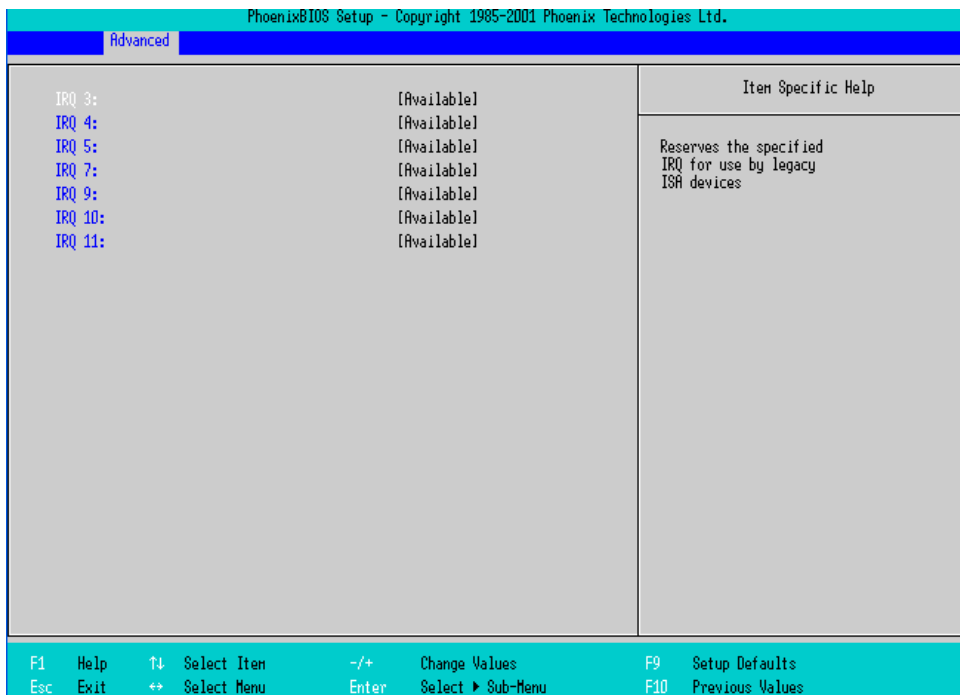 PhoenixBIOS Setup - Copyright 1985-2001 Phoenix Technologies Ltd.
Advanced
IRQ 3: [Available]
IRQ 4: [Available]
IRQ 5: [Available]
IRQ 7: [Available]
IRQ 9: [Available]
IRQ 10: [Available]
IRQ 11: [Available]
Item Specific Help
Reserves the specified
IRQ for use by legacy
ISA devices
F1 Help ↑↓ Select Item -/+ Change Values F9 Setup Defaults
Esc Exit ↔ Select Menu Enter Select ▶ Sub-Menu F10 Previous Values